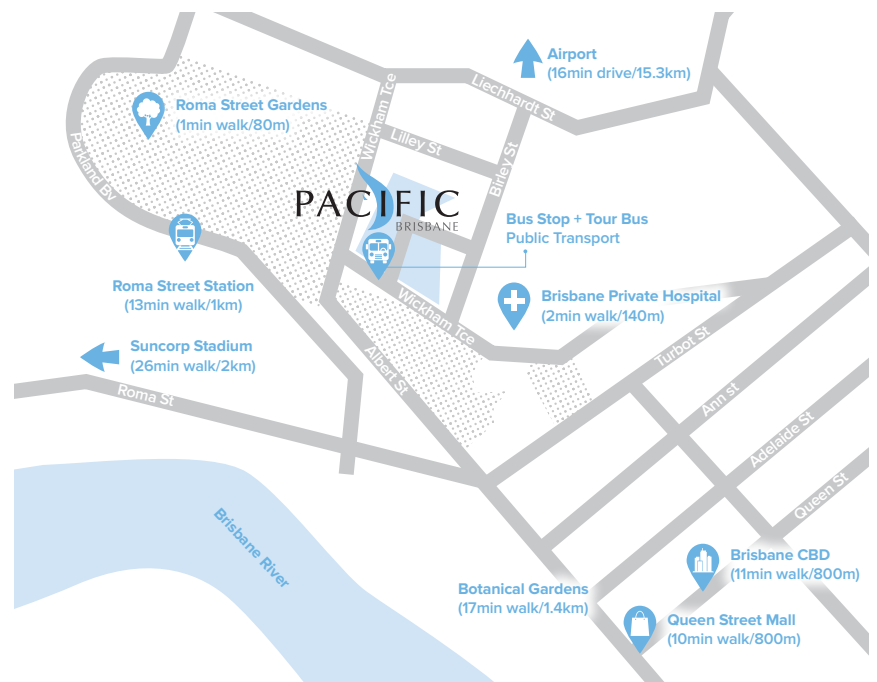 Airport
(16min drive/15.3km)
Liechhardt St
Wickham Tce
Roma Street Gardens
(1min walk/80m)
Lilley St
Birley St
Parkland Bv
PACIFIC
BRISBANE
Bus Stop + Tour Bus
Public Transport
Roma Street Station
(13min walk/1km)
Brisbane Private Hospital
(2min walk/140m)
Wickham Tce
Suncorp Stadium
(26min walk/2km)
Turbot St
Albert St
Roma St
Ann st
Adelaide St
Queen St
Brisbane River
Brisbane CBD
(11min walk/800m)
Botanical Gardens
(17min walk/1.4km)
Queen Street Mall
(10min walk/800m)